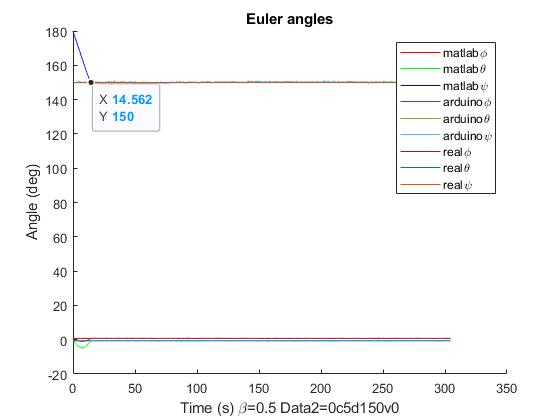 Euler angles
180
160
140
120
100
80
60
40
20
0
-20
Angle (deg)
X 14.562
Y 150
matlab ϕ
matlab θ
matlab ψ
arduino ϕ
arduino θ
arduino ψ
real ϕ
real θ
real ψ
0 50 100 150 200 250 300 350
Time (s) β=0.5 Data2=0c5d150v0